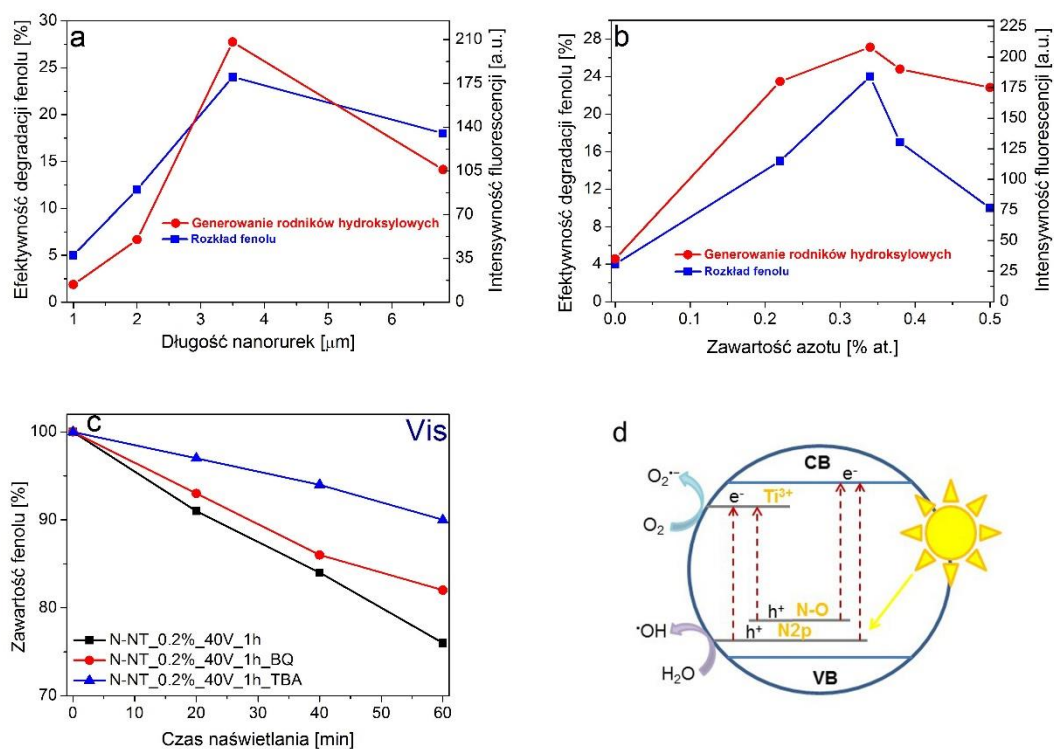 a
Efektywność degradacji fenolu [%]
30
25
20
15
10
5
0
210
175
140
105
70
35
0
Intensywność fluorescencji [a.u.]
Generowanie rodników hydroksylowych
Rozkład fenolu
1 2 3 4 5 6
Długość nanorurek [μm]
b
Efektywność degradacji fenolu [%]
28
24
20
16
12
8
4
0
225
200
175
150
125
100
75
50
25
0
Intensywność fluorescencji [a.u.]
Generowanie rodników hydroksylowych
Rozkład fenolu
0.0 0.1 0.2 0.3 0.4 0.5
Zawartość azotu [% at.]
c
Vis
Zawartość fenolu [%]
100
90
80
70
N-NT_0.2%_40V_1h
N-NT_0.2%_40V_1h_BQ
N-NT_0.2%_40V_1h_TBA
0 10 20 30 40 50 60
Czas naświetlania [min]
d
CB
e⁻
O₂•⁻
e⁻ Ti³⁺
O₂
h⁺ N-O
•OH
h⁺ N2p
H₂O
VB